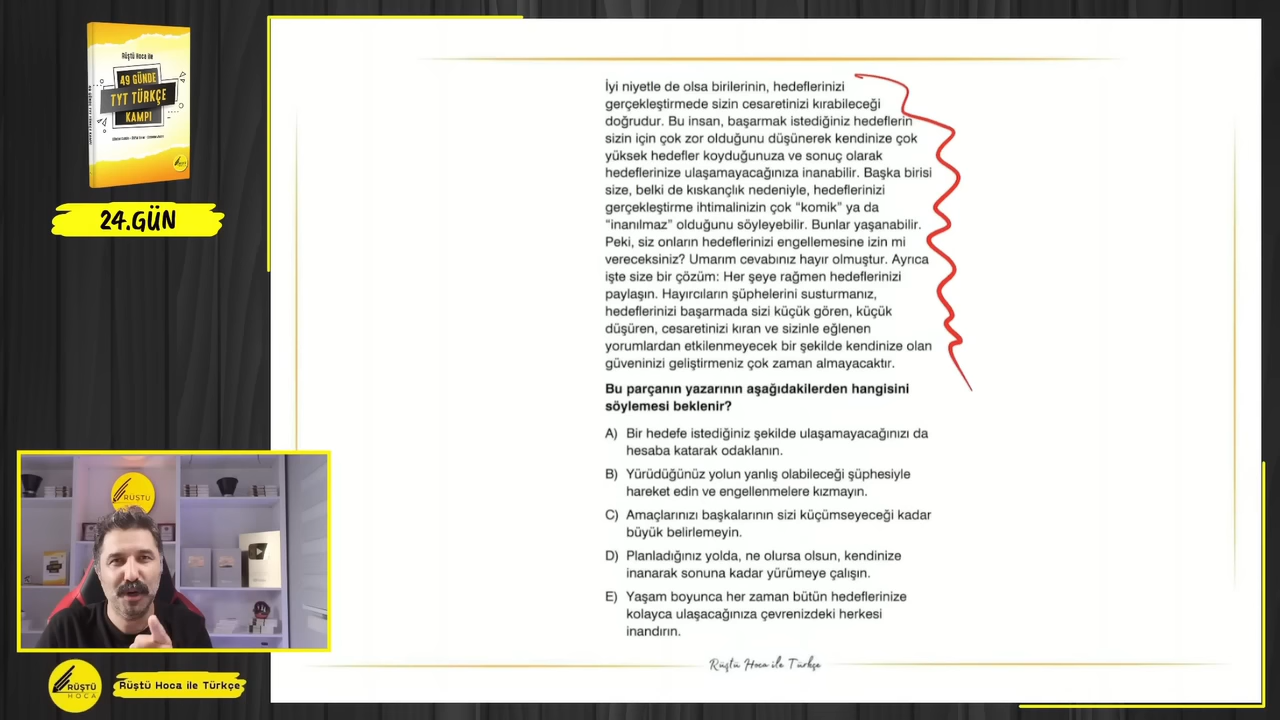 Rüştü Hoca ile
49 GÜNDE
TYT TÜRKÇE
KAMPI
24.GÜN
İyi niyetle de olsa birilerinin, hedeflerinizi
gerçekleştirmede sizin cesaretinizi kırabileceği
doğrudur. Bu insan, başarmak istediğiniz hedeflerin
sizin için çok zor olduğunu düşünerek kendinize çok
yüksek hedefler koyduğunuza ve sonuç olarak
hedeflerinize ulaşamayacağınıza inanabilir. Başka birisi
size, belki de kıskançlık nedeniyle, hedeflerinizi
gerçekleştirme ihtimalinizin çok “komik” ya da
“inanılmaz” olduğunu söyleyebilir. Bunlar yaşanabilir.
Peki, siz onların hedeflerinizi engellemesine izin mi
vereceksiniz? Umarım cevabınız hayır olmuştur. Ayrıca
işte size bir çözüm: Her şeye rağmen hedeflerinizi
paylaşın. Hayırcıların şüphelerini susturmanız,
hedeflerinizi başarmada sizi küçük gören, küçük
düşüren, cesaretinizi kıran ve sizinle eğlenen
yorumlardan etkilenmeyecek bir şekilde kendinize olan
güveninizi geliştirmeniz çok zaman almayacaktır.
Bu parçanın yazarının aşağıdakilerden hangisini
söylemesi beklenir?
A) Bir hedefe istediğiniz şekilde ulaşamayacağınızı da
hesaba katarak odaklanın.
B) Yürüdüğünüz yolun yanlış olabileceği şüphesiyle
hareket edin ve engellenmelere kızmayın.
C) Amaçlarınızı başkalarının sizi küçümseyeceği kadar
büyük belirlemeyin.
D) Planladığınız yolda, ne olursa olsun, kendinize
inanarak sonuna kadar yürümeye çalışın.
E) Yaşam boyunca her zaman bütün hedeflerinize
kolayca ulaşacağınıza çevrenizdeki herkesi
inandırın.
Rüştü Hoca ile Türkçe
RÜŞTÜ
RÜŞTÜ
HOCA
Rüştü Hoca ile Türkçe